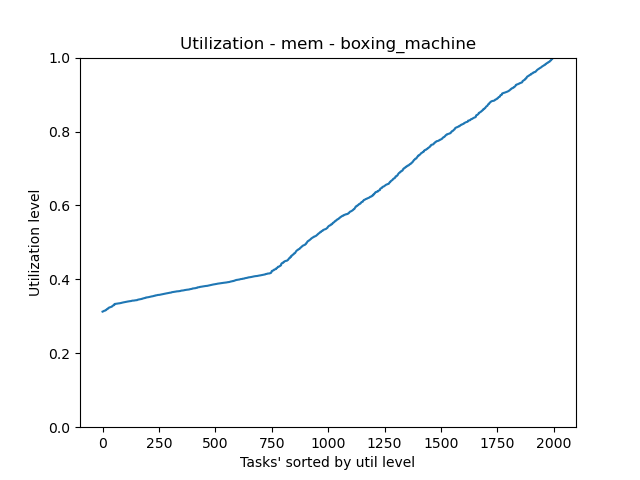 Utilization - mem - boxing_machine
1.0
0.8
0.6
0.4
0.2
0.0
Utilization level
0 250 500 750 1000 1250 1500 1750 2000
Tasks' sorted by util level